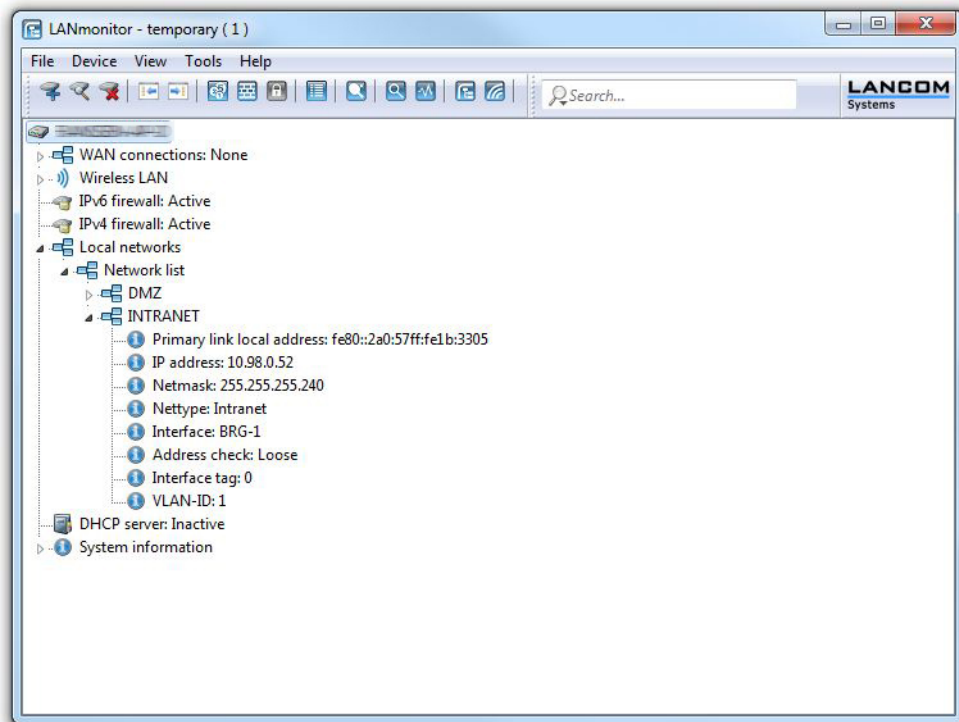 LANmonitor - temporary ( 1 )
File Device View Tools Help
Search...
LANCOM
Systems
WAN connections: None
Wireless LAN
IPv6 firewall: Active
IPv4 firewall: Active
Local networks
Network list
DMZ
INTRANET
Primary link local address: fe80::2a0:57ff:fe1b:3305
IP address: 10.98.0.52
Netmask: 255.255.255.240
Nettype: Intranet
Interface: BRG-1
Address check: Loose
Interface tag: 0
VLAN-ID: 1
DHCP server: Inactive
System information